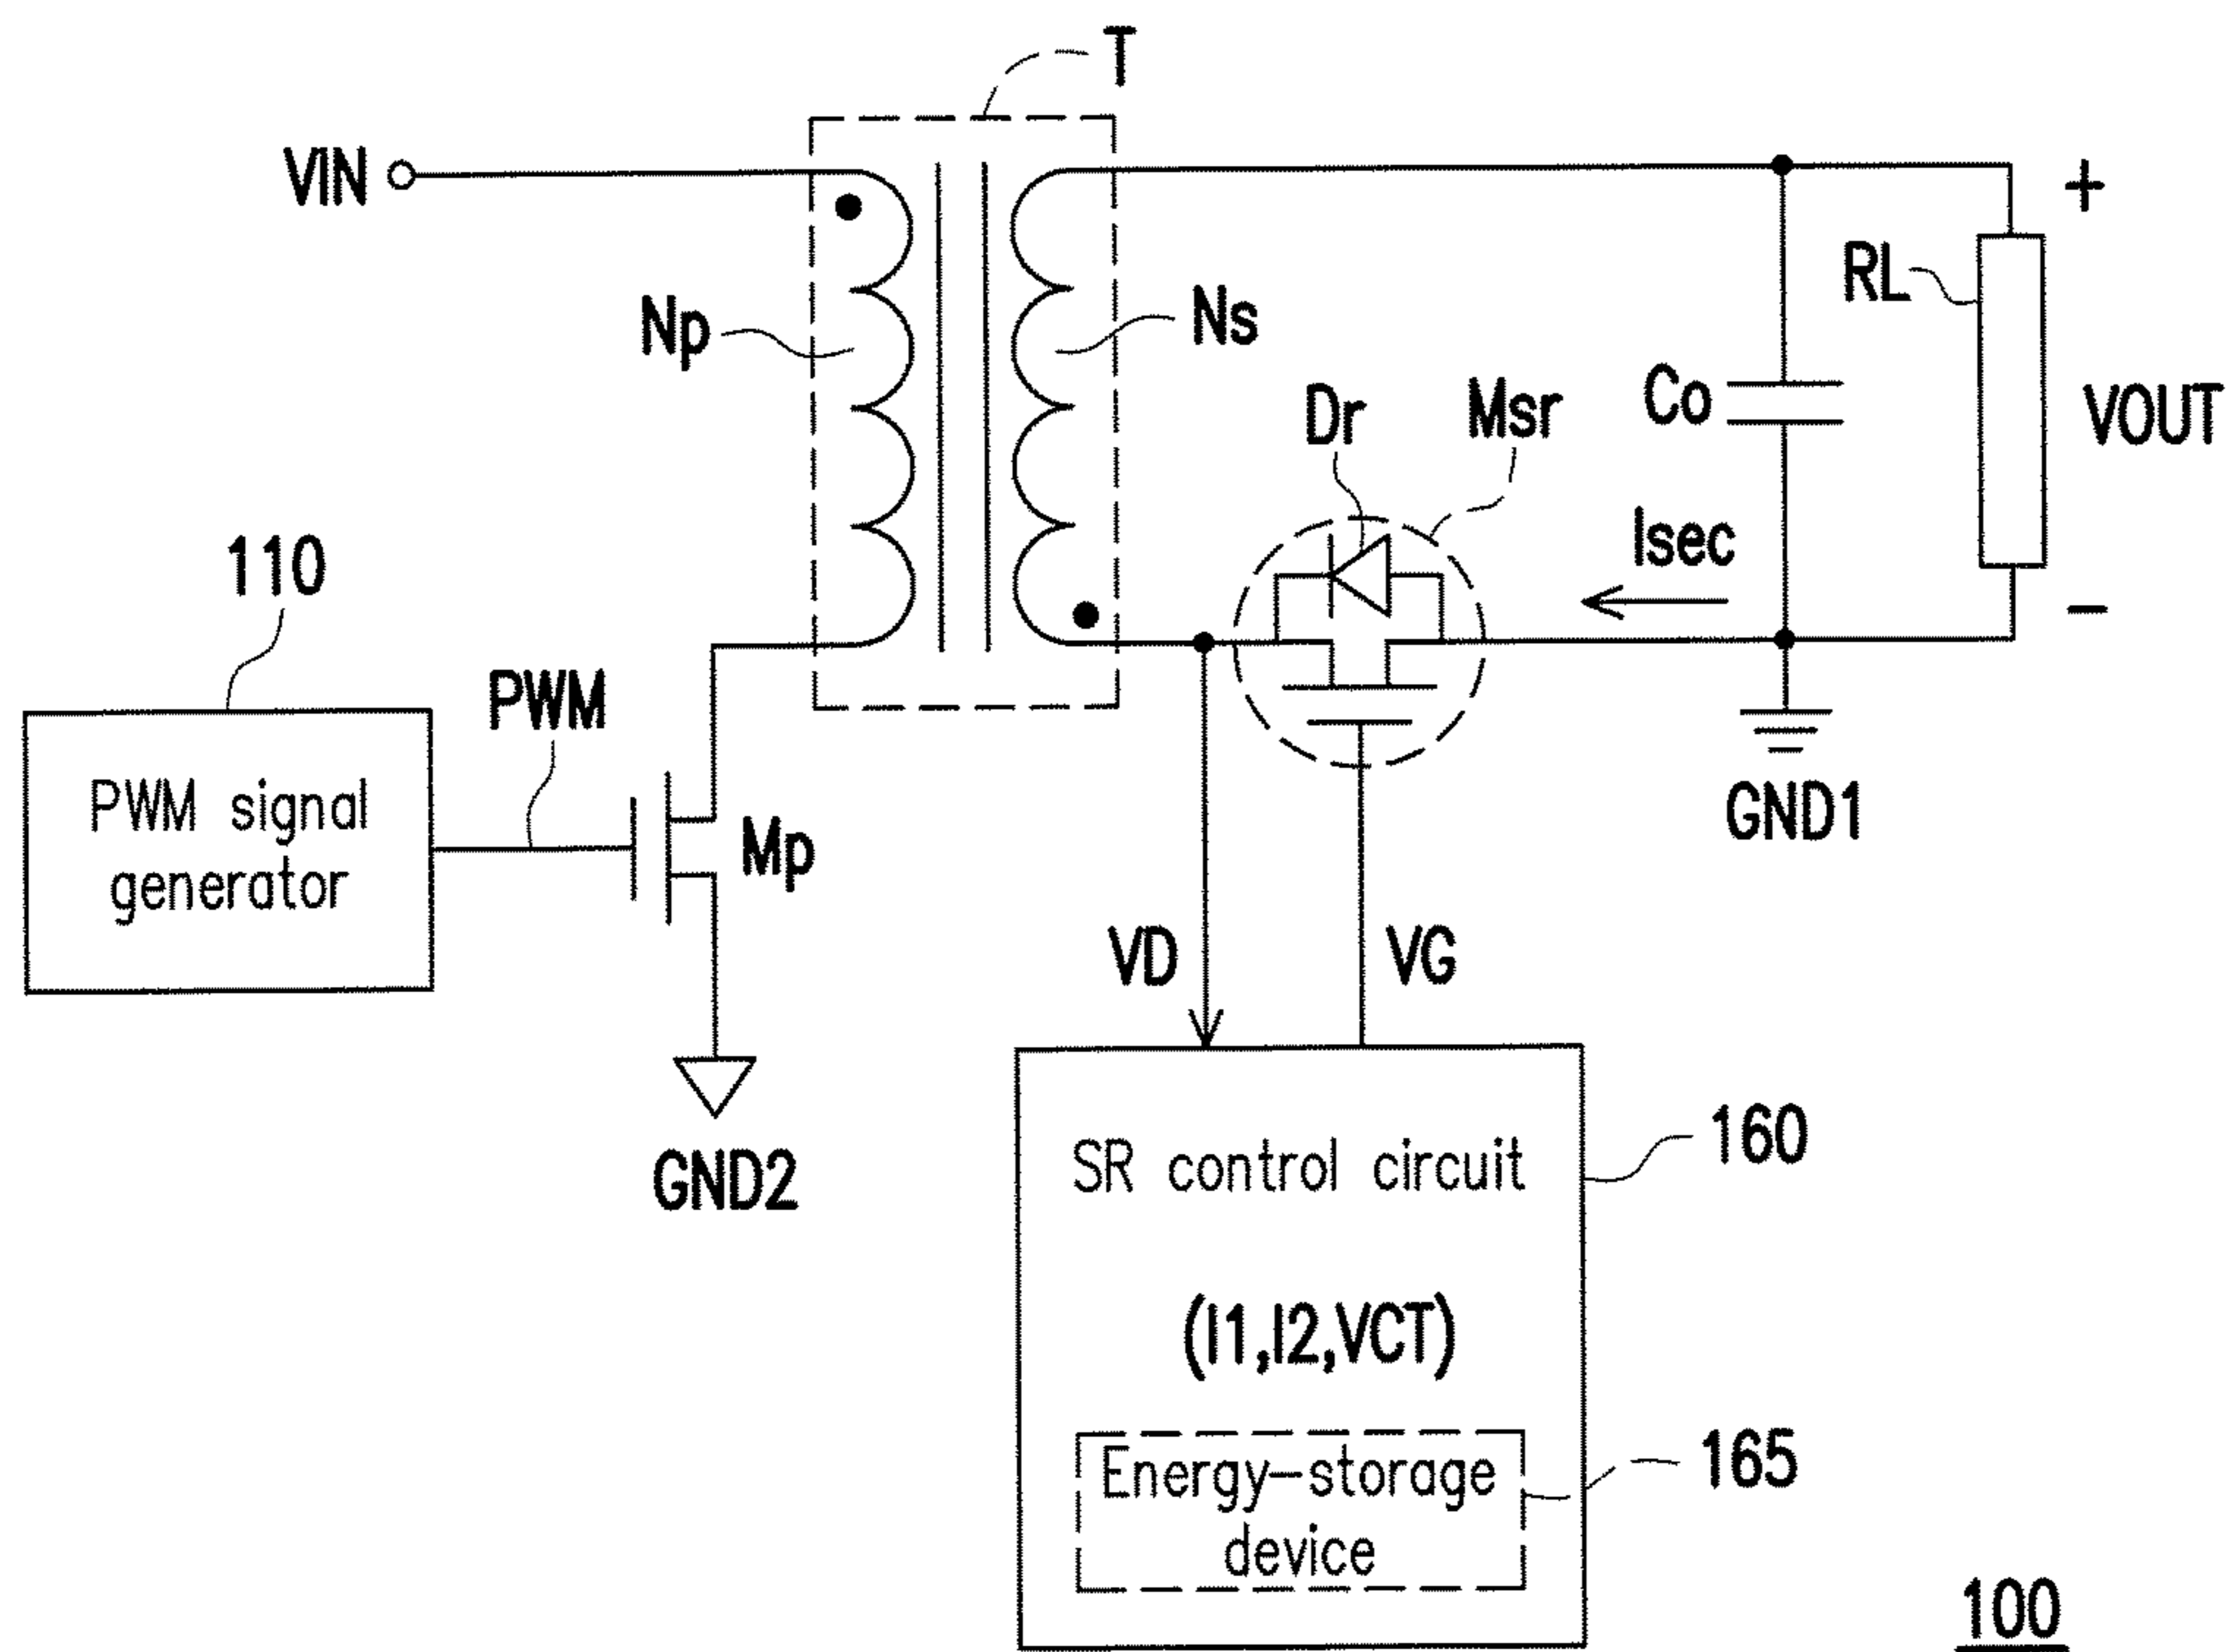 T
VIN
+
RL
Np
Ns
Dr
Msr
Co
VOUT
Isec
110
−
PWM
PWM signal
generator
Mp
GND1
VD
VG
GND2
SR control circuit
160
(I1,I2,VCT)
Energy-storage
device
165
100